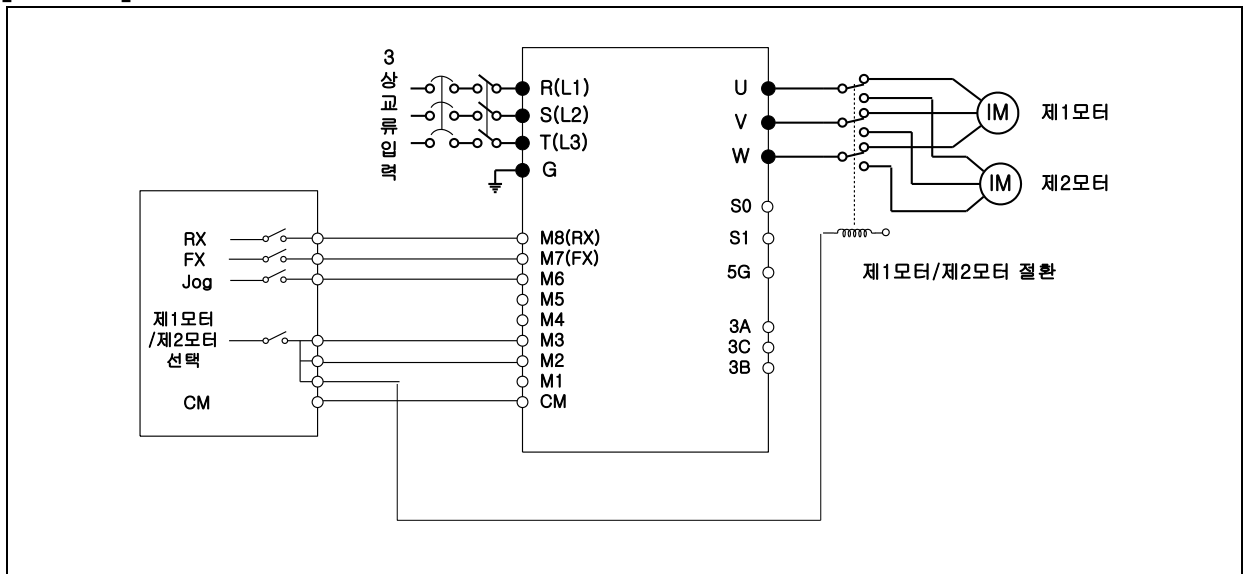 3
상
교
류
입
력
R(L1)
S(L2)
T(L3)
G
U
V
W
IM
제1모터
IM
제2모터
S0
S1
5G
제1모터/제2모터 절환
3A
3C
3B
RX
FX
Jog
제1모터
/제2모터
선택
CM
M8(RX)
M7(FX)
M6
M5
M4
M3
M2
M1
CM